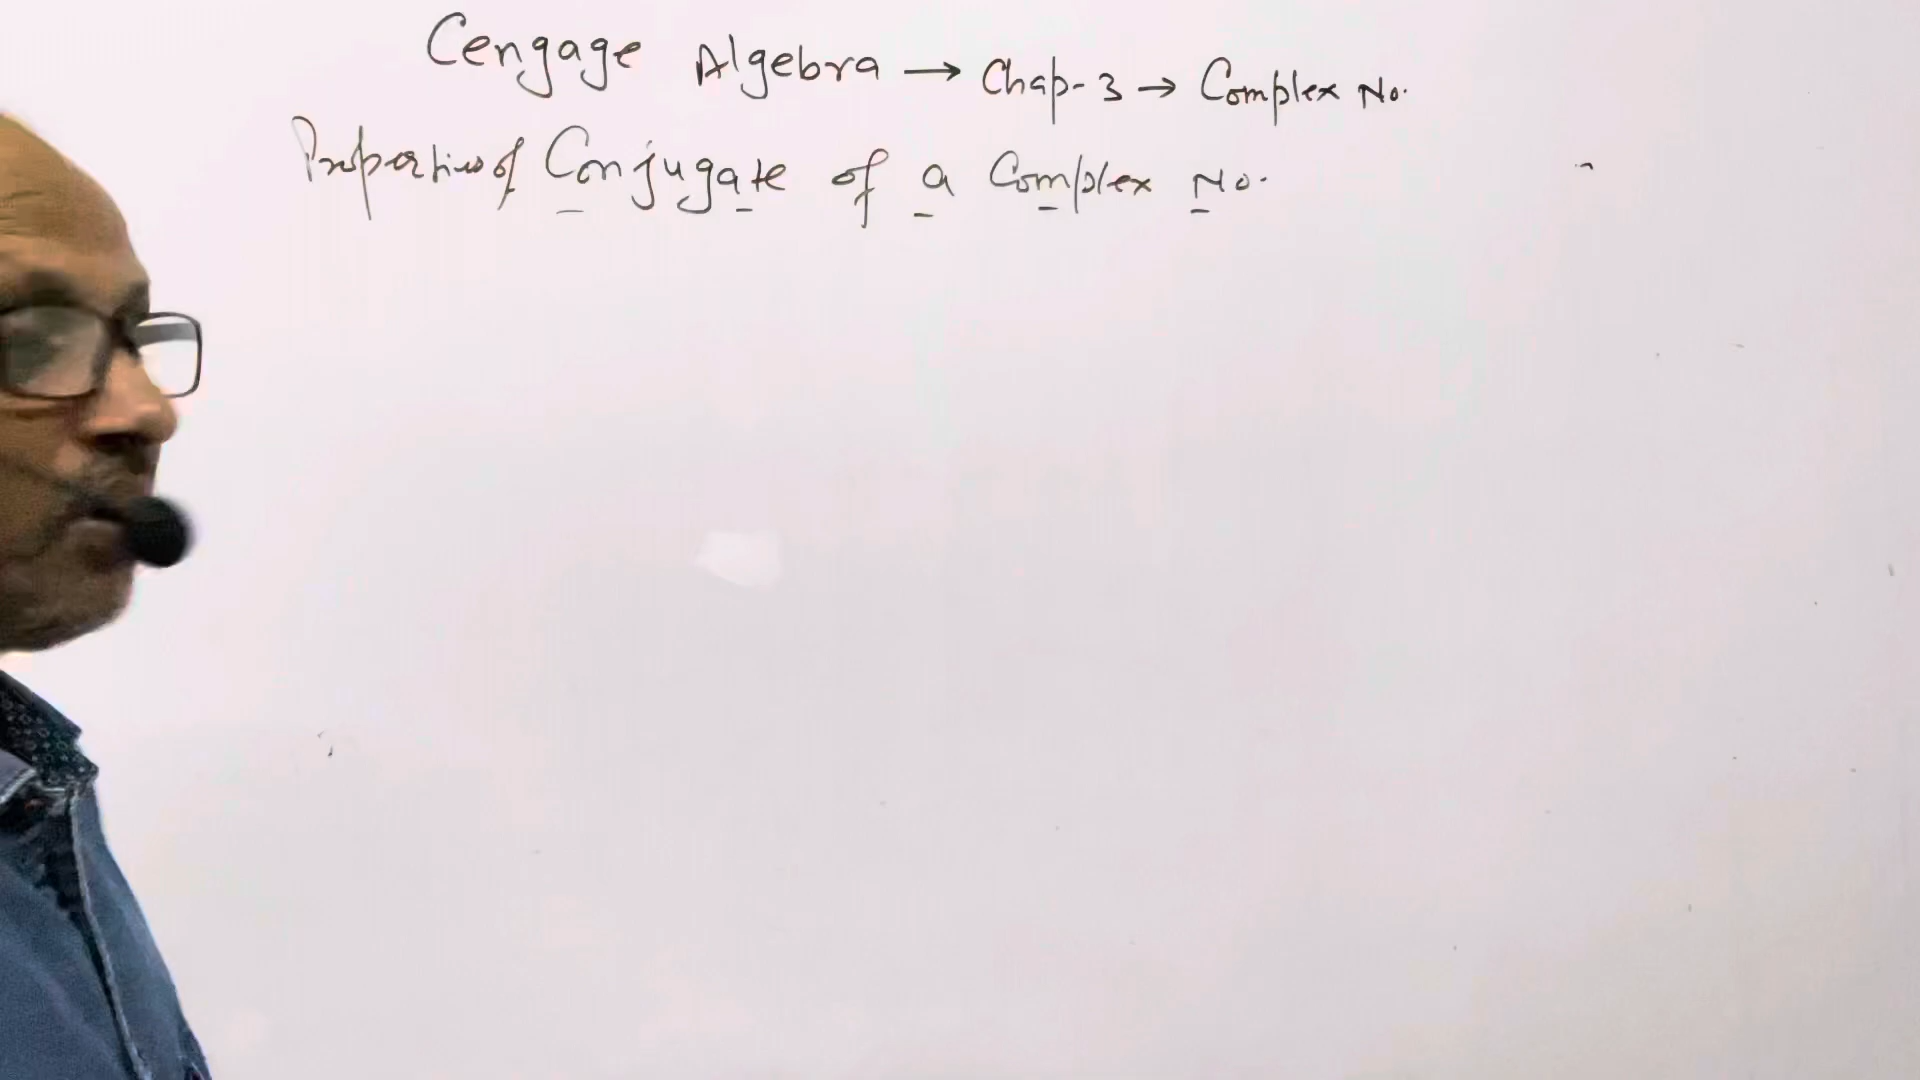 Cengage Algebra → Chap-3 → Complex No.
Properties of Conjugate of a Complex No.